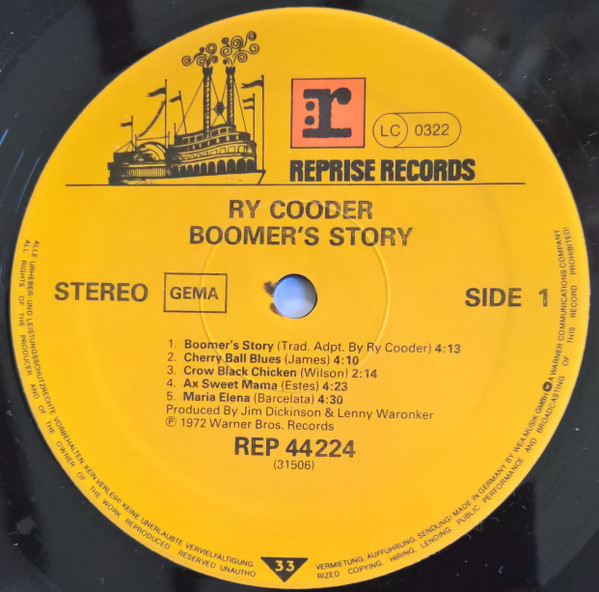 r
LC 0322
REPRISE RECORDS
RY COODER
BOOMER'S STORY
STEREO GEMA SIDE 1
1. Boomer's Story (Trad. Adpt. By Ry Cooder) 4:13
2. Cherry Ball Blues (James) 4:10
3. Crow Black Chicken (Wilson) 2:14
4. Ax Sweet Mama (Estes) 4:23
5. Maria Elena (Barcelata) 4:30
Produced By Jim Dickinson & Lenny Waronker
Ⓟ 1972 Warner Bros. Records
REP 44 224
(31506)
33
ALLE URHEBER- UND LEISTUNGSSCHUTZRECHTE VORBEHALTEN. KEIN VERLEIH! KEINE UNERLAUBTE VERVIELFÄLTIGUNG, VERMIETUNG, AUFFÜHRUNG, SENDUNG! MADE IN GERMANY BY WEA MUSIK GMBH A WARNER COMMUNICATIONS COMPANY
ALL RIGHTS OF THE PRODUCER AND OF THE OWNER OF THE WORK REPRODUCED RESERVED UNAUTHORIZED COPYING, HIRING, LENDING PUBLIC PERFORMANCE AND BROADCASTING OF THIS RECORD PROHIBITED!